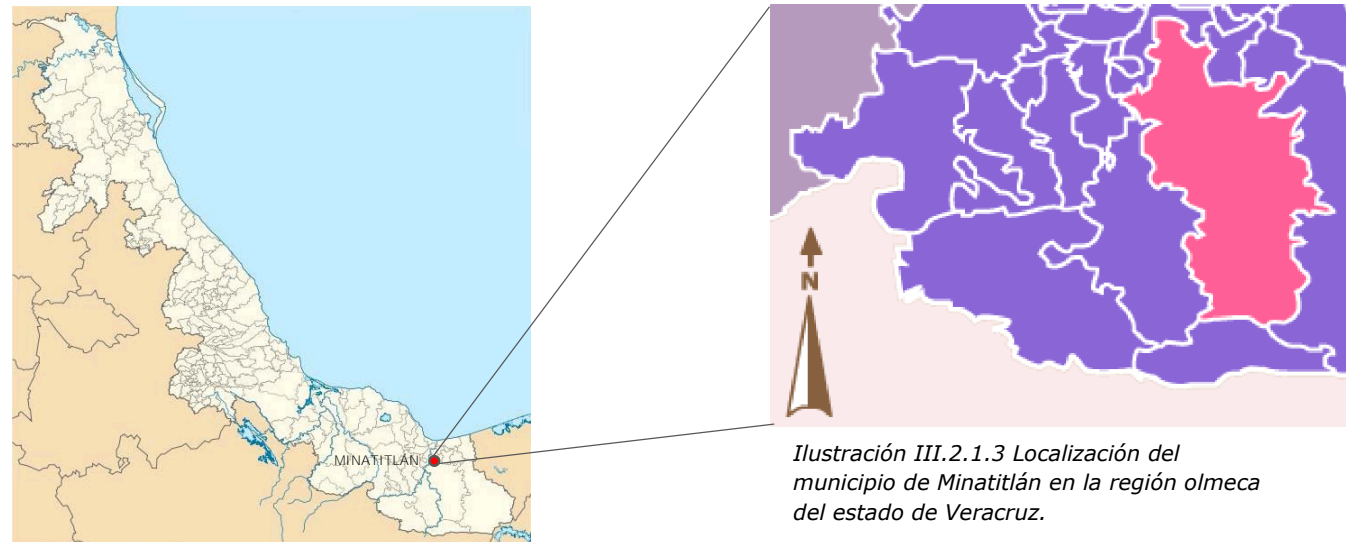 MINATITLÁN
N
Ilustración III.2.1.3 Localización del
municipio de Minatitlán en la región olmeca
del estado de Veracruz.